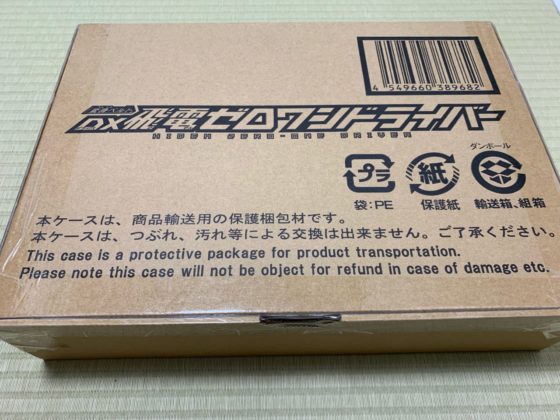 4 549660 389682
変身ベルト
DX飛電ゼロワンドライバー
HIDEN ZERO-ONE DRIVER
ダンボール
プラ
紙
袋:PE 保護紙 輸送箱、組箱
本ケースは、商品輸送用の保護梱包材です。
本ケースは、つぶれ、汚れ等による交換は出来ません。ご了承ください。
This case is a protective package for product transportation.
Please note this case will not be object for refund in case of damage etc.